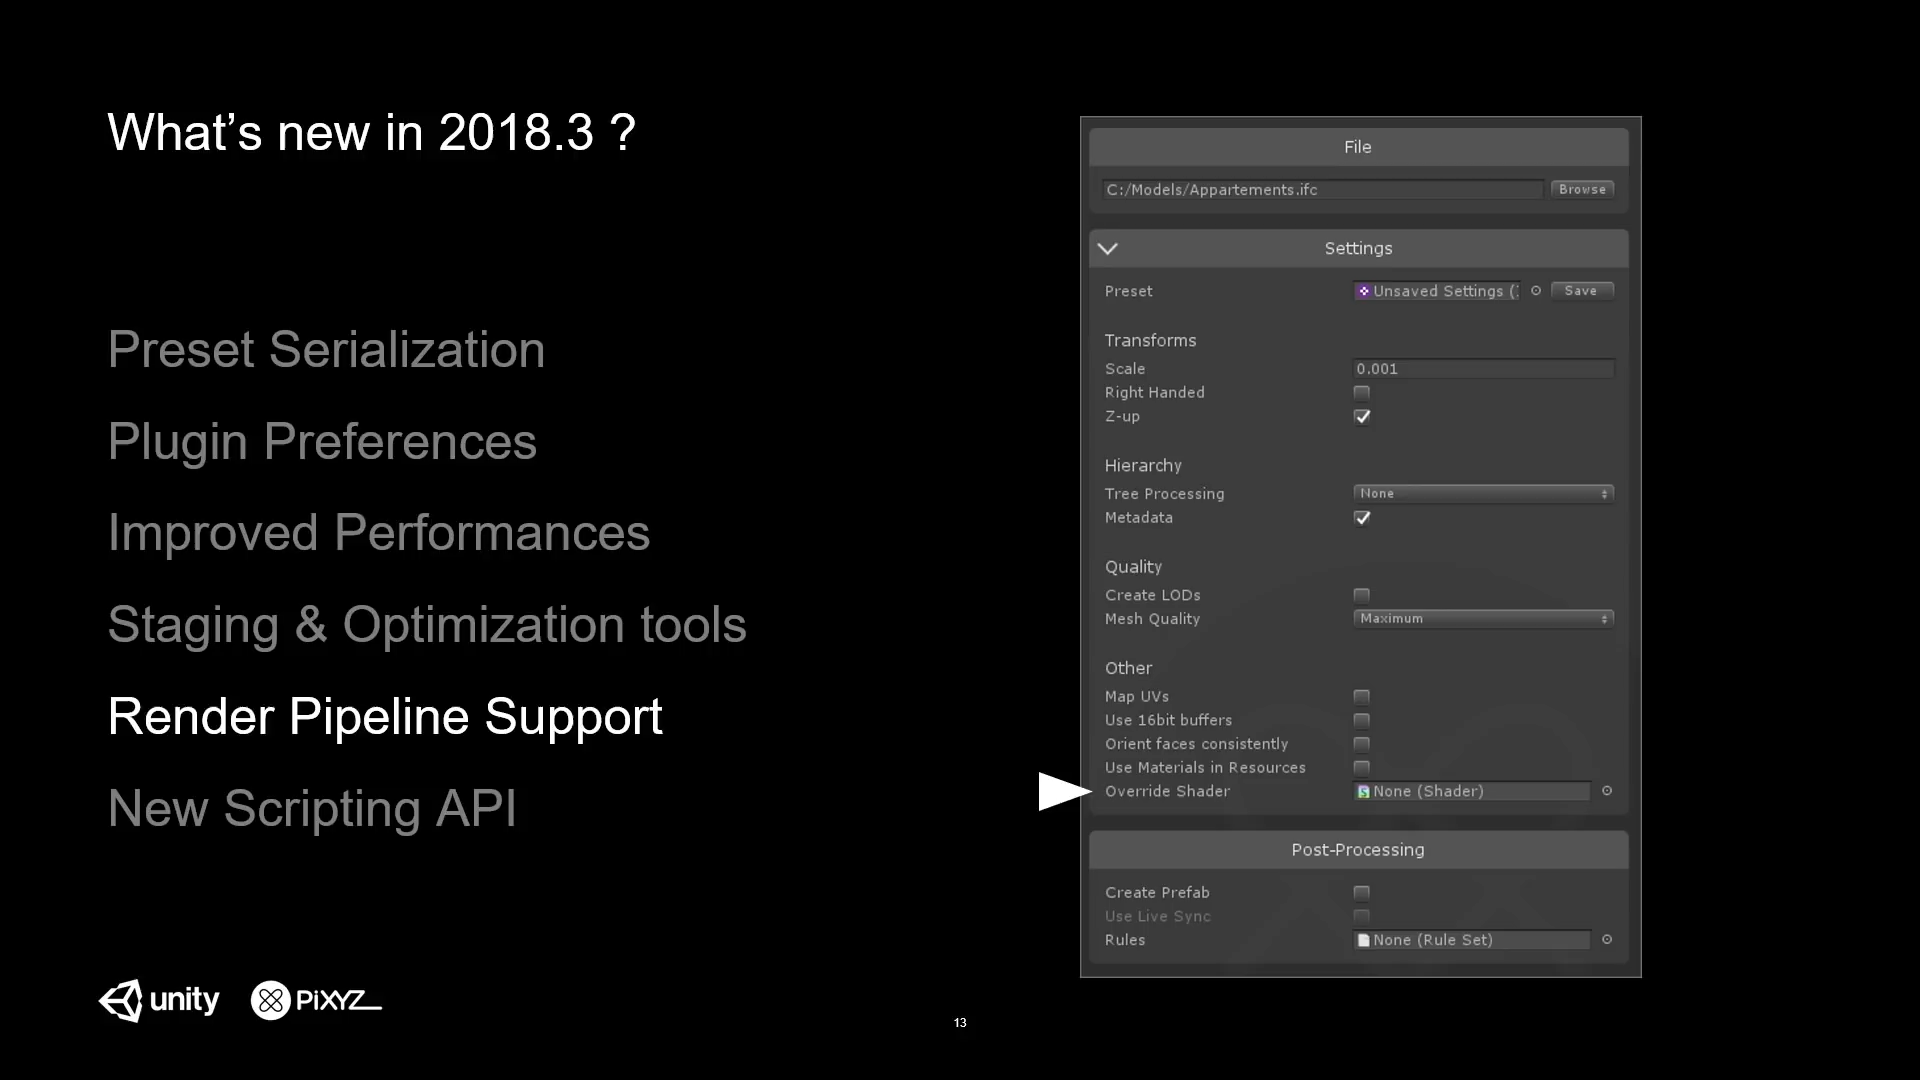 What’s new in 2018.3 ?
Preset Serialization
Plugin Preferences
Improved Performances
Staging & Optimization tools
Render Pipeline Support
New Scripting API
unity PiXYZ
13
File
C:/Models/Appartements.ifc Browse
Settings
Preset Unsaved Settings ( Save
Transforms
Scale 0.001
Right Handed
Z-up
Hierarchy
Tree Processing None
Metadata
Quality
Create LODs
Mesh Quality Maximum
Other
Map UVs
Use 16bit buffers
Orient faces consistently
Use Materials in Resources
Override Shader None (Shader)
Post-Processing
Create Prefab
Use Live Sync
Rules None (Rule Set)